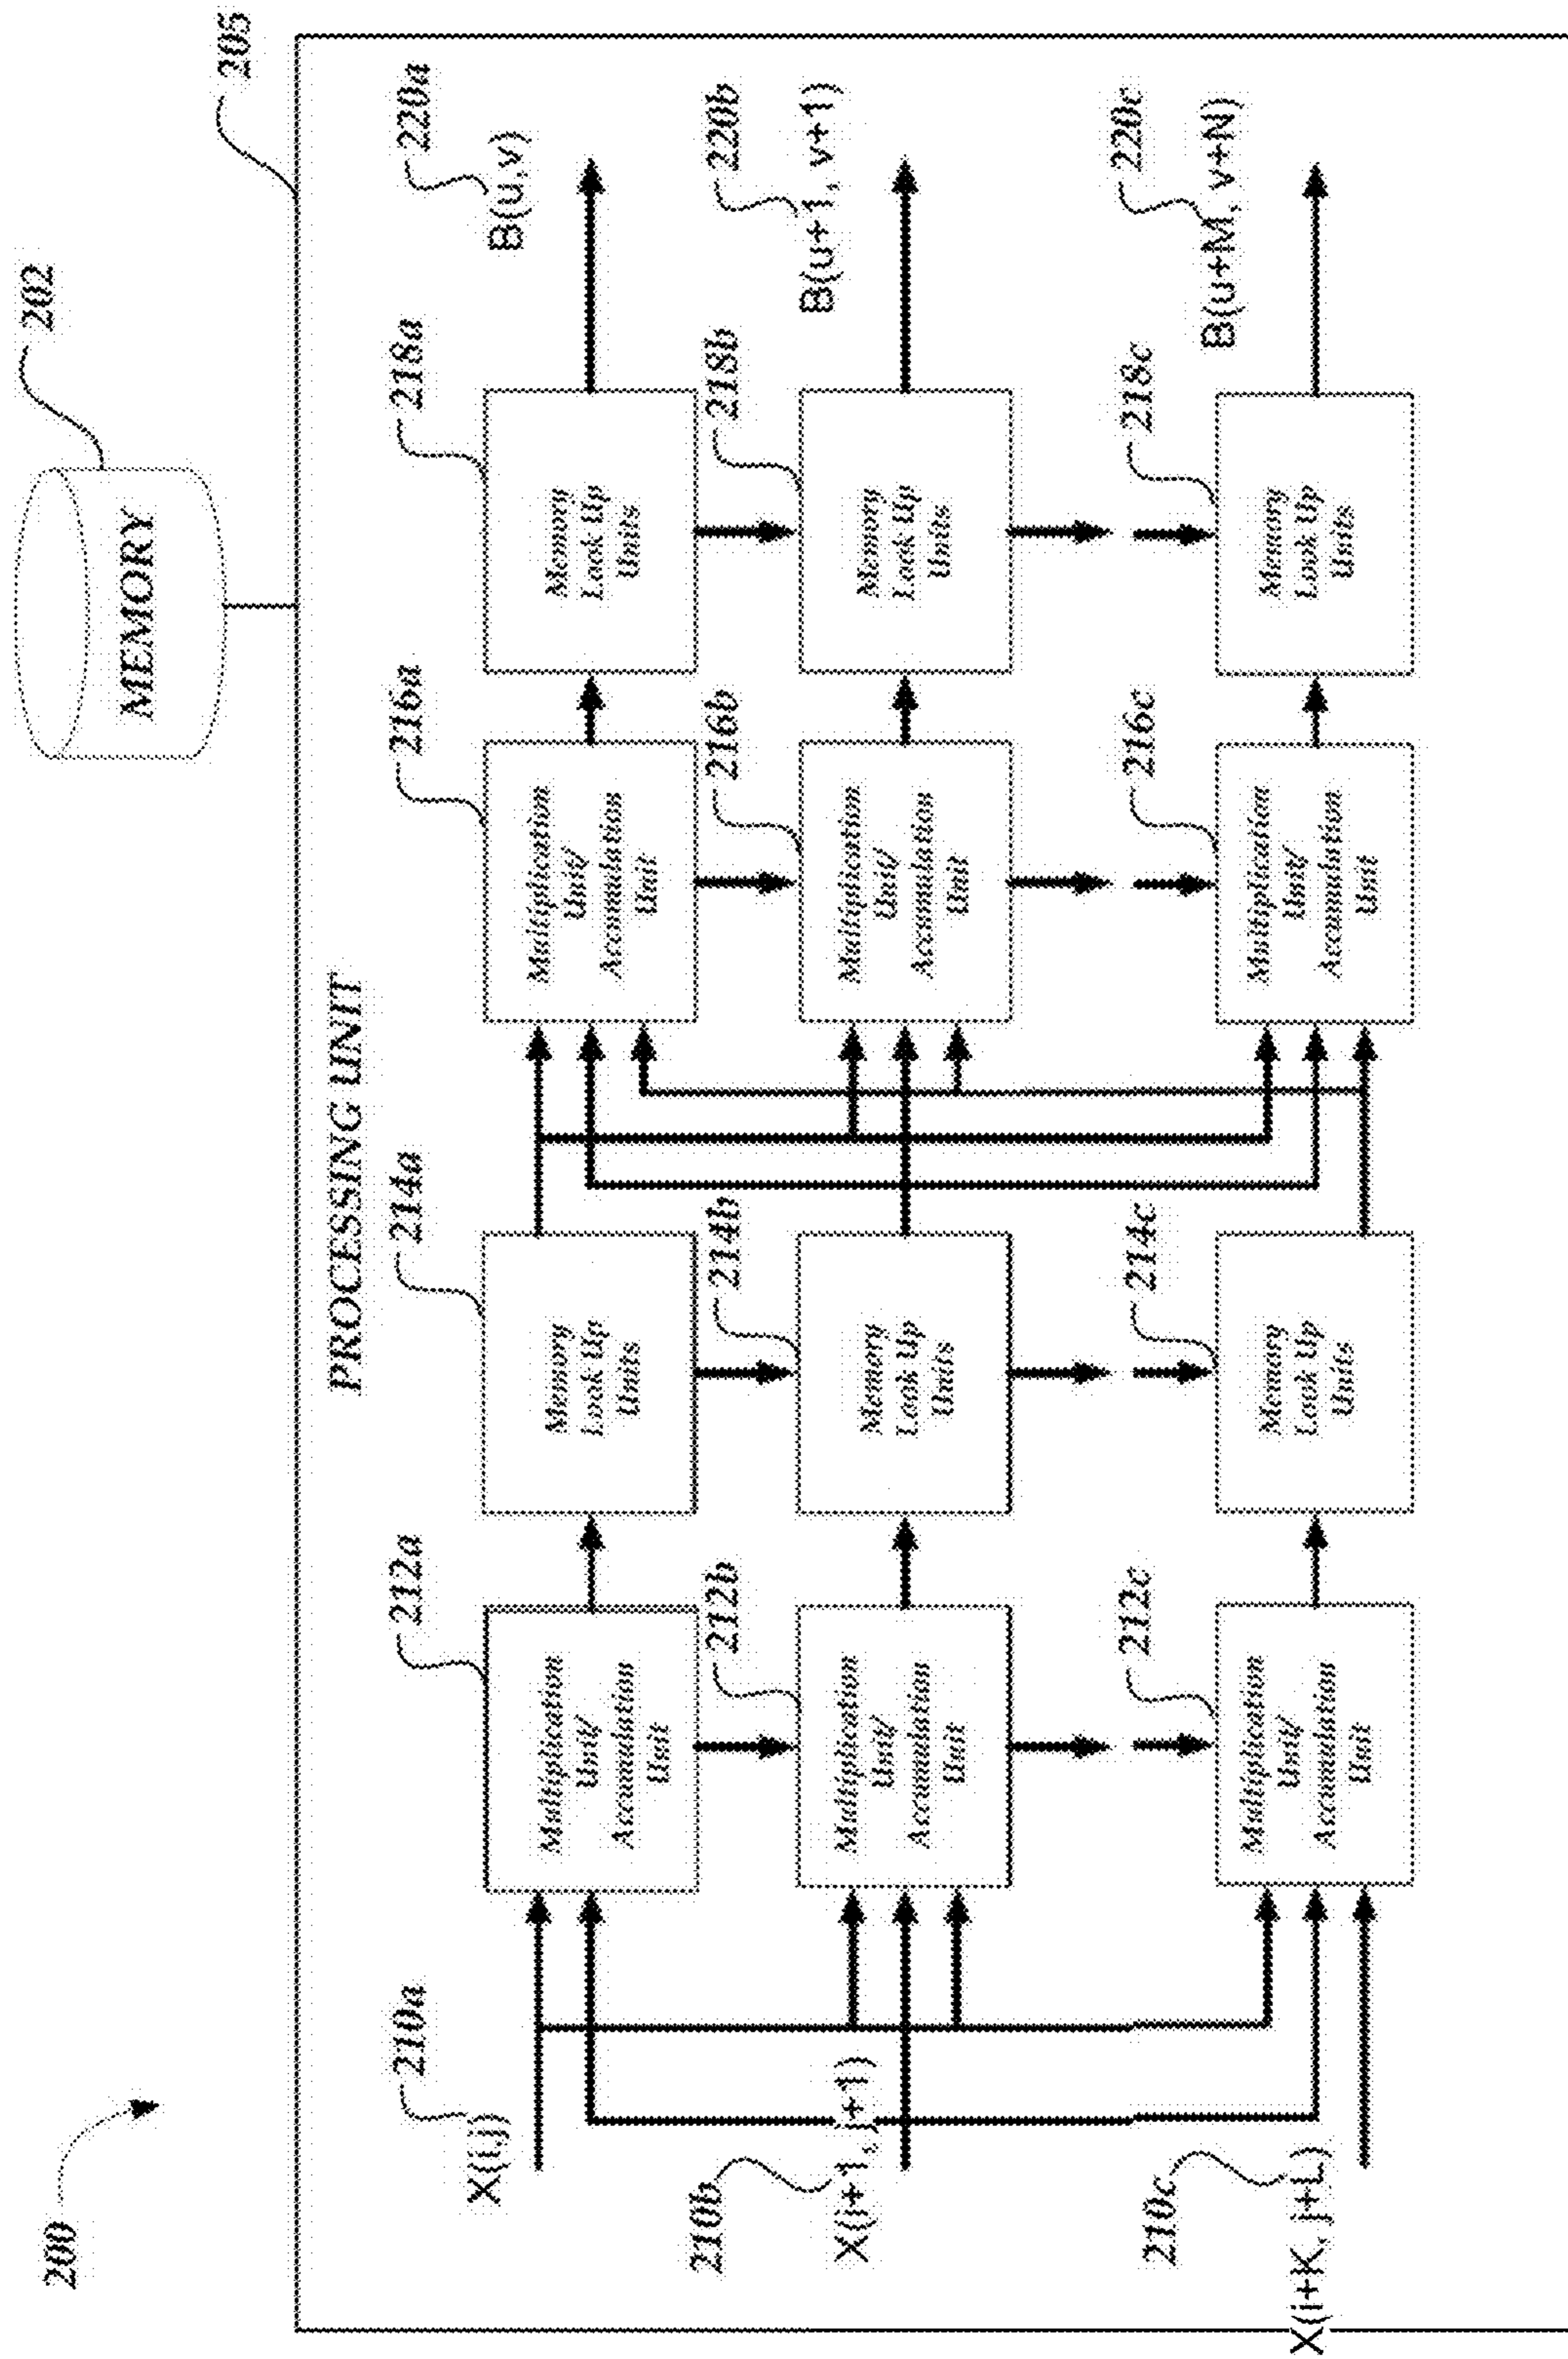 200
202
MEMORY
205
PROCESSING UNIT
210a
X(i,j)
212a
Multiplication
Unit/
Accumulation
Unit
214a
Memory
Look Up
Units
216a
Multiplication
Unit/
Accumulation
Unit
218a
Memory
Look Up
Units
220a
B(u,v)
210b
X(i+1, j+1)
212b
Multiplication
Unit/
Accumulation
Unit
214b
Memory
Look Up
Units
216b
Multiplication
Unit/
Accumulation
Unit
218b
Memory
Look Up
Units
220b
B(u+1, v+1)
210c
X(i+K, j+L)
212c
Multiplication
Unit/
Accumulation
Unit
214c
Memory
Look Up
Units
216c
Multiplication
Unit/
Accumulation
Unit
218c
Memory
Look Up
Units
220c
B(u+M, v+N)